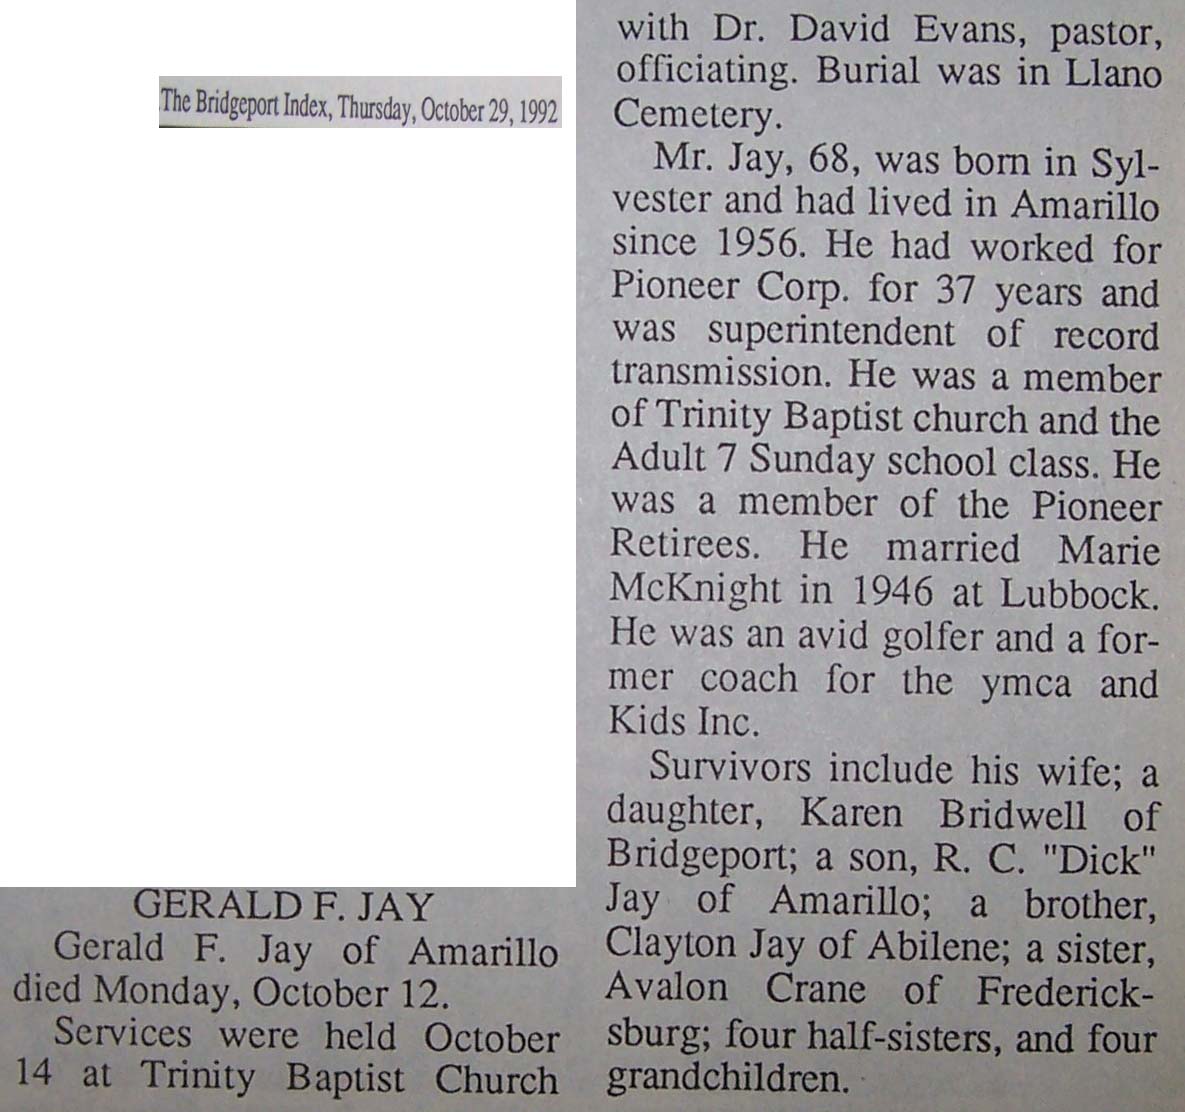 The Bridgeport Index, Thursday, October 29, 1992
GERALD F. JAY
Gerald F. Jay of Amarillo
died Monday, October 12.
Services were held October
14 at Trinity Baptist Church
with Dr. David Evans, pastor,
officiating. Burial was in Llano
Cemetery.
Mr. Jay, 68, was born in Syl-
vester and had lived in Amarillo
since 1956. He had worked for
Pioneer Corp. for 37 years and
was superintendent of record
transmission. He was a member
of Trinity Baptist church and the
Adult 7 Sunday school class. He
was a member of the Pioneer
Retirees. He married Marie
McKnight in 1946 at Lubbock.
He was an avid golfer and a for-
mer coach for the ymca and
Kids Inc.
Survivors include his wife; a
daughter, Karen Bridwell of
Bridgeport; a son, R. C. "Dick"
Jay of Amarillo; a brother,
Clayton Jay of Abilene; a sister,
Avalon Crane of Frederick-
sburg; four half-sisters, and four
grandchildren.